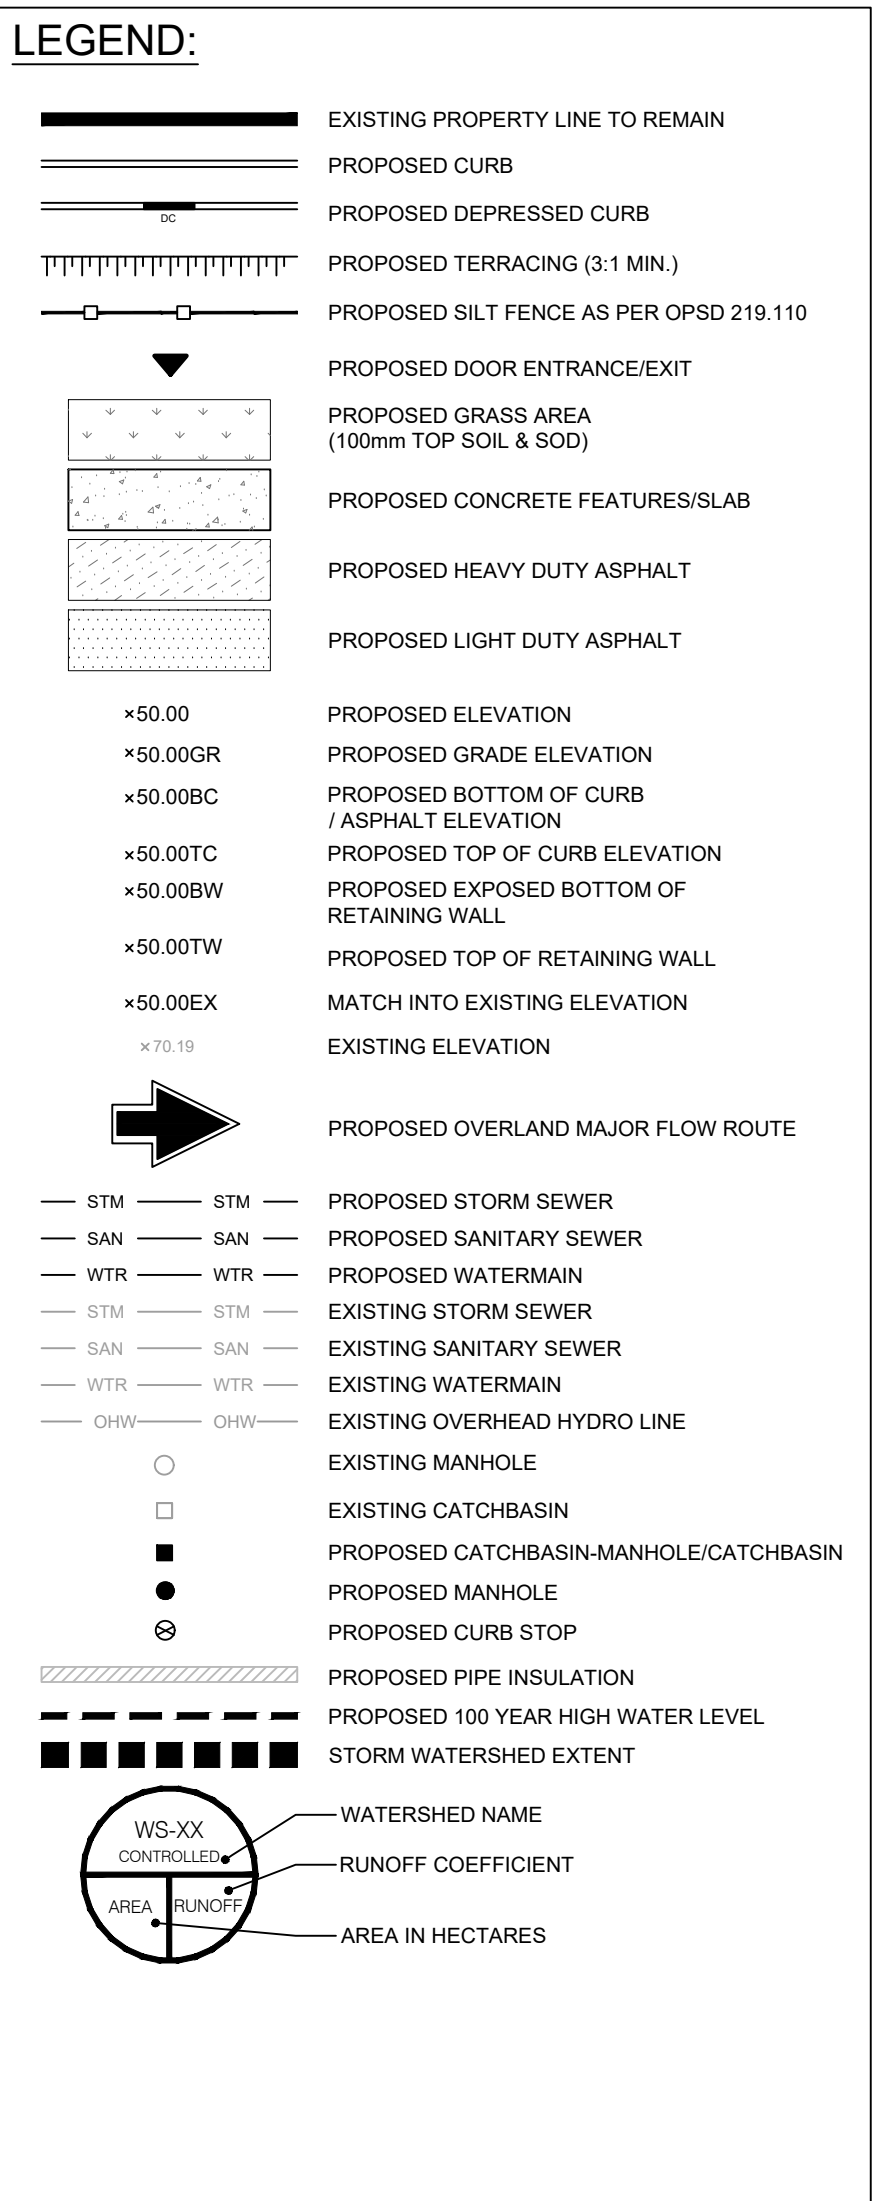 LEGEND:
EXISTING PROPERTY LINE TO REMAIN
PROPOSED CURB
DC
PROPOSED DEPRESSED CURB
PROPOSED TERRACING (3:1 MIN.)
PROPOSED SILT FENCE AS PER OPSD 219.110
PROPOSED DOOR ENTRANCE/EXIT
PROPOSED GRASS AREA
(100mm TOP SOIL & SOD)
PROPOSED CONCRETE FEATURES/SLAB
PROPOSED HEAVY DUTY ASPHALT
PROPOSED LIGHT DUTY ASPHALT
×50.00 PROPOSED ELEVATION
×50.00GR PROPOSED GRADE ELEVATION
×50.00BC PROPOSED BOTTOM OF CURB
/ ASPHALT ELEVATION
×50.00TC PROPOSED TOP OF CURB ELEVATION
×50.00BW PROPOSED EXPOSED BOTTOM OF
RETAINING WALL
×50.00TW PROPOSED TOP OF RETAINING WALL
×50.00EX MATCH INTO EXISTING ELEVATION
×70.19 EXISTING ELEVATION
PROPOSED OVERLAND MAJOR FLOW ROUTE
STM STM PROPOSED STORM SEWER
SAN SAN PROPOSED SANITARY SEWER
WTR WTR PROPOSED WATERMAIN
STM STM EXISTING STORM SEWER
SAN SAN EXISTING SANITARY SEWER
WTR WTR EXISTING WATERMAIN
OHW OHW EXISTING OVERHEAD HYDRO LINE
EXISTING MANHOLE
EXISTING CATCHBASIN
PROPOSED CATCHBASIN-MANHOLE/CATCHBASIN
PROPOSED MANHOLE
PROPOSED CURB STOP
PROPOSED PIPE INSULATION
PROPOSED 100 YEAR HIGH WATER LEVEL
STORM WATERSHED EXTENT
WS-XX
CONTROLLED
AREA RUNOFF
WATERSHED NAME
RUNOFF COEFFICIENT
AREA IN HECTARES